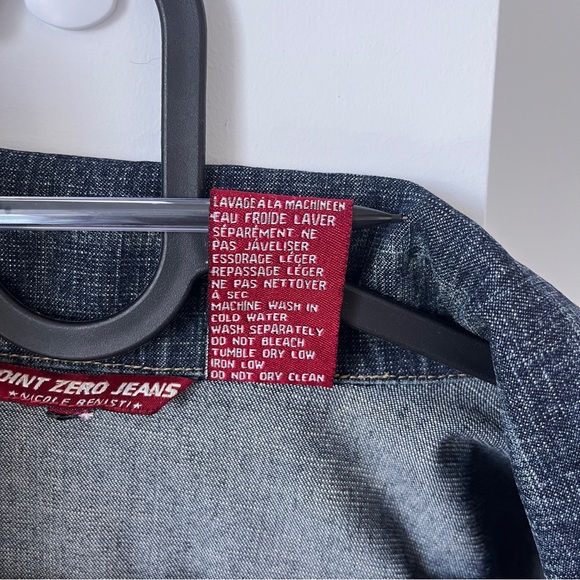 LAVAGE À LA MACHINE EN
EAU FROIDE LAVER
SÉPARÉMENT NE
PAS JÁVELISER
ESSORAGE LÉGER
REPASSAGE LÉGER
NE PAS NETTOYER
À SEC
MACHINE WASH IN
COLD WATER
WASH SEPARATELY
DO NOT BLEACH
TUMBLE DRY LOW
IRON LOW
DO NOT DRY CLEAN
OINT ZERO JEANS
★NICOLE BENISTI★